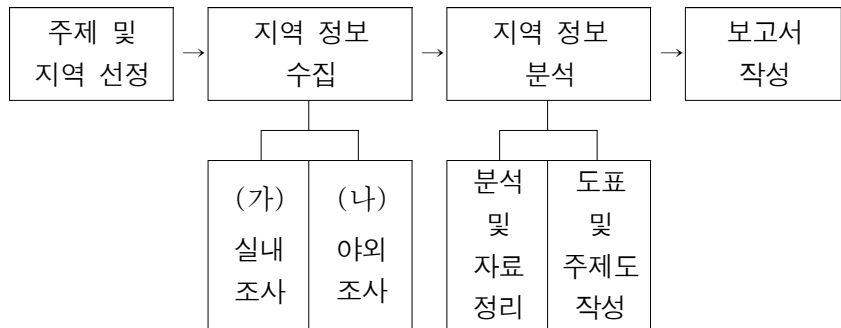 주제 및
지역 선정
→
지역 정보
수집
→
지역 정보
분석
→
보고서
작성
(가)
실내
조사
(나)
야외
조사
분석
및
자료
정리
도표
및
주제도
작성